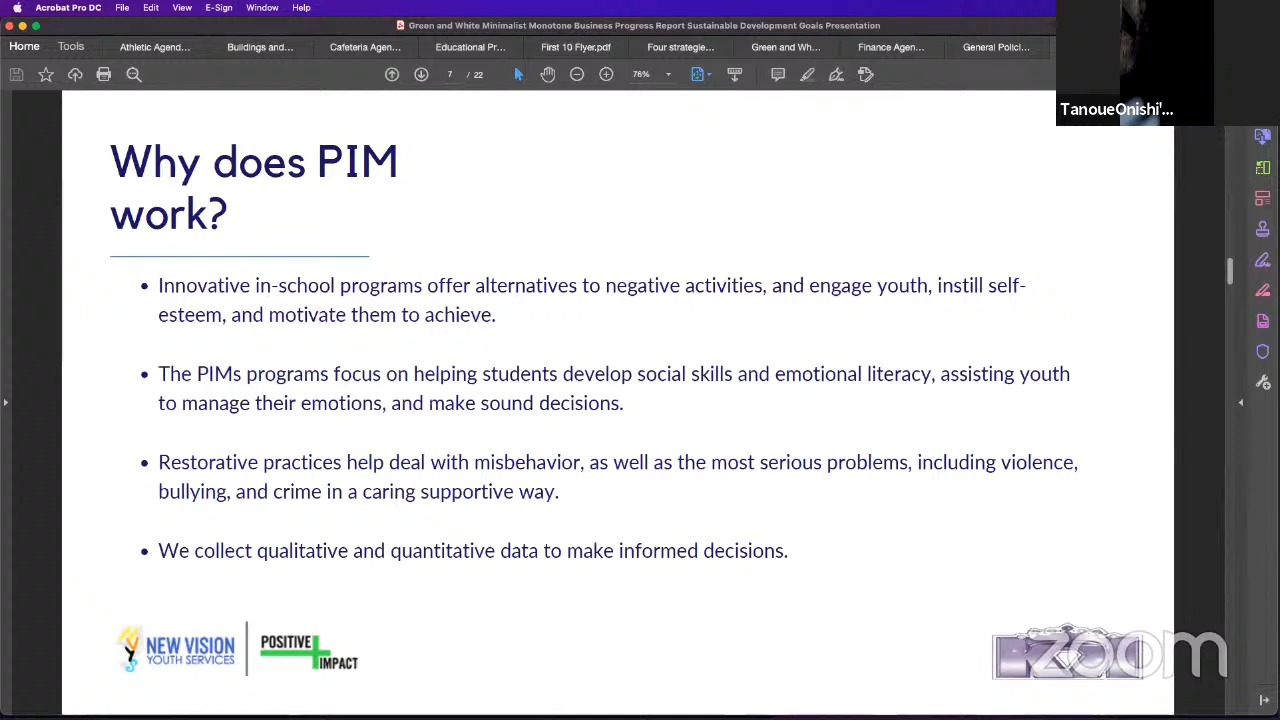 Acrobat Pro DC File Edit View E-Sign Window Help
Green and White Minimalist Monotone Business Progress Report Sustainable Development Goals Presentation
Home Tools Athletic Agend... Buildings and... Cafeteria Agen... Educational Pr... First 10 Flyer.pdf Four strategie... Green and Wh... Finance Agen... General Polici...
7 / 22 76%
TanoueOnishi'...
Why does PIM
work?
• Innovative in-school programs offer alternatives to negative activities, and engage youth, instill self-
esteem, and motivate them to achieve.
• The PIMs programs focus on helping students develop social skills and emotional literacy, assisting youth
to manage their emotions, and make sound decisions.
• Restorative practices help deal with misbehavior, as well as the most serious problems, including violence,
bullying, and crime in a caring supportive way.
• We collect qualitative and quantitative data to make informed decisions.
NEW VISION
YOUTH SERVICES
POSITIVE
IMPACT
zoom